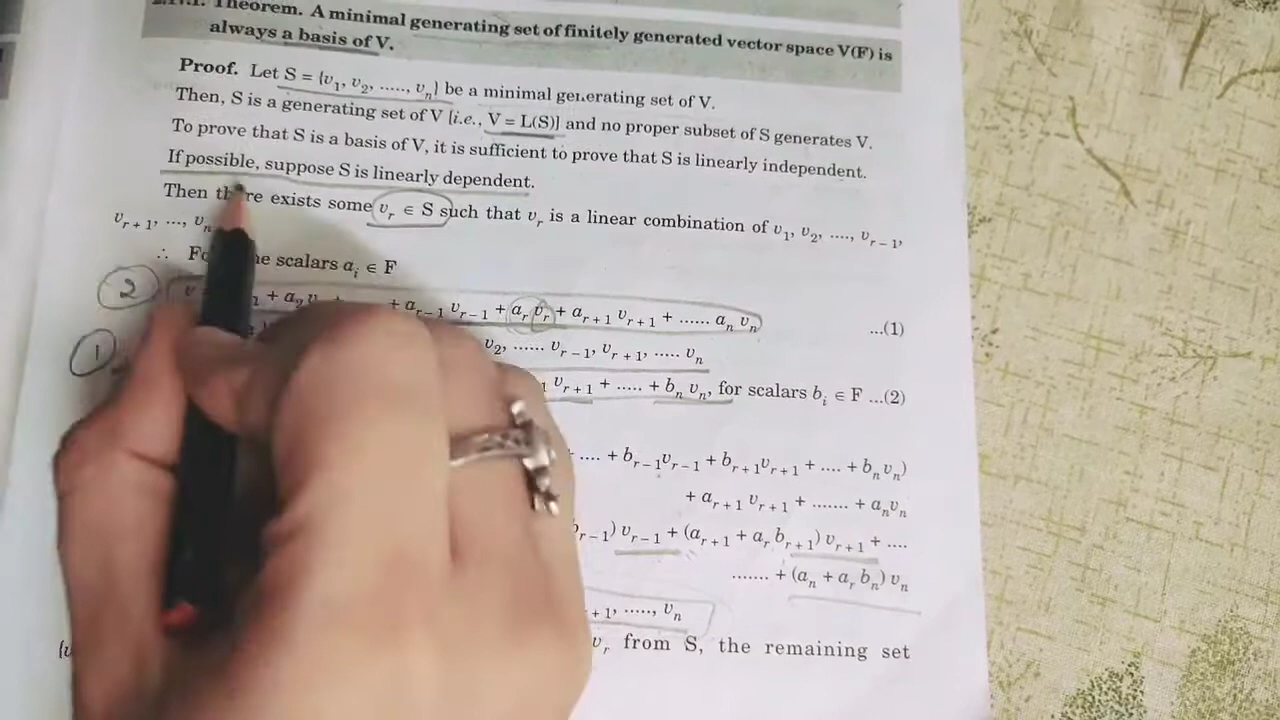 Theorem. A minimal generating set of finitely generated vector space V(F) is
always a basis of V.
Proof. Let S = {v₁, v₂, ....., vₙ} be a minimal generating set of V.
Then, S is a generating set of V [i.e., V = L(S)] and no proper subset of S generates V.
To prove that S is a basis of V, it is sufficient to prove that S is linearly independent.
If possible, suppose S is linearly dependent.
Then there exists some vᵣ ∈ S such that vᵣ is a linear combination of v₁, v₂, ...., vᵣ₋₁,
vᵣ₊₁, ..., vₙ
∴ scalars aᵢ ∈ F
2
+ a₂ + aᵣ₋₁ vᵣ₋₁ + aᵣ vᵣ + aᵣ₊₁ vᵣ₊₁ + ...... aₙ vₙ ...(1)
1
v₂, ...... vᵣ₋₁, vᵣ₊₁, ..... vₙ
vᵣ₊₁ + ..... + bₙ vₙ, for scalars bᵢ ∈ F ...(2)
.... + bᵣ₋₁vᵣ₋₁ + bᵣ₊₁vᵣ₊₁ + .... + bₙvₙ)
+ aᵣ₊₁ vᵣ₊₁ + ....... + aₙvₙ
bᵣ₋₁) vᵣ₋₁ + (aᵣ₊₁ + aᵣ bᵣ₊₁) vᵣ₊₁ + ....
....... + (aₙ + aᵣ bₙ) vₙ
₊₁, ....., vₙ
vᵣ from S, the remaining set